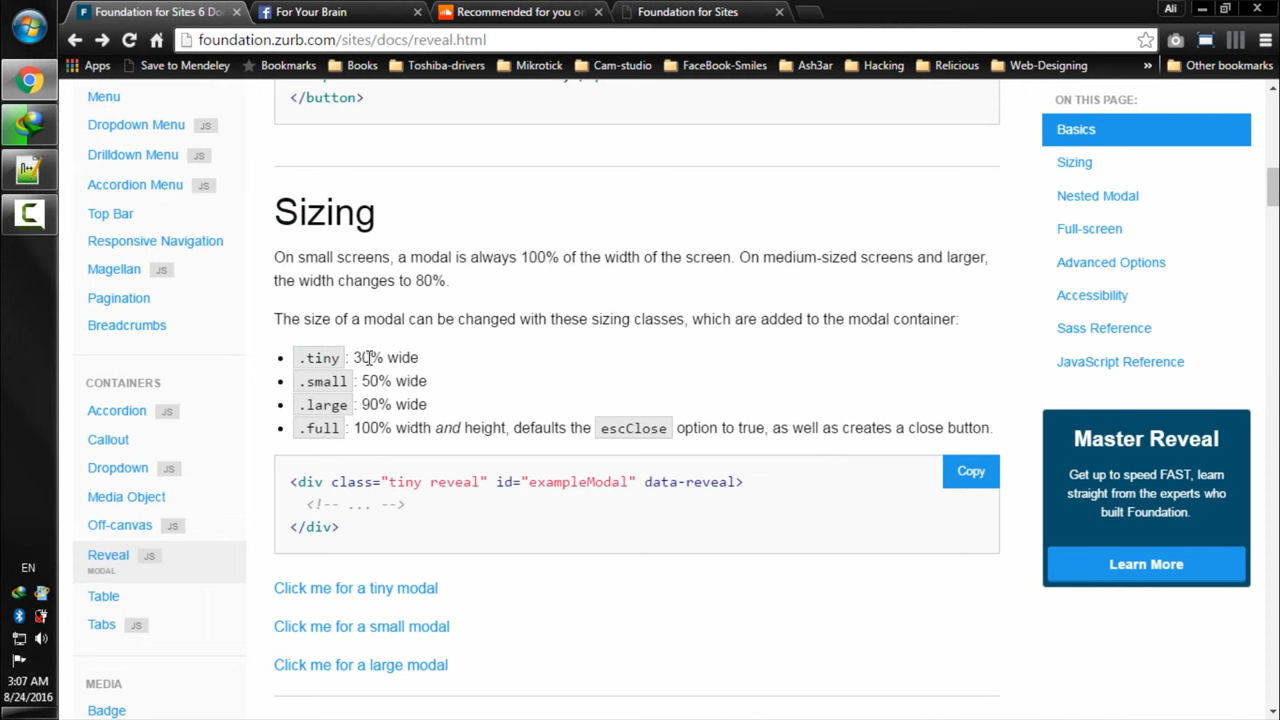 Foundation for Sites 6 Do
For Your Brain
Recommended for you on
Foundation for Sites
Ali
foundation.zurb.com/sites/docs/reveal.html
Apps
Save to Mendeley
Bookmarks
Books
Toshiba-drivers
Mikrotick
Cam-studio
FaceBook-Smiles
Ash3ar
Hacking
Relicious
Web-Designing
»
Other bookmarks
Menu
Dropdown Menu JS
Drilldown Menu JS
Accordion Menu JS
Top Bar
Responsive Navigation
Magellan JS
Pagination
Breadcrumbs
CONTAINERS
Accordion JS
Callout
Dropdown JS
Media Object
Off-canvas JS
Reveal JS
MODAL
Table
Tabs JS
MEDIA
Badge
</button>
Sizing
On small screens, a modal is always 100% of the width of the screen. On medium-sized screens and larger,
the width changes to 80%.
The size of a modal can be changed with these sizing classes, which are added to the modal container:
• .tiny : 30% wide
• .small : 50% wide
• .large : 90% wide
• .full : 100% width and height, defaults the escClose option to true, as well as creates a close button.
Copy
<div class="tiny reveal" id="exampleModal" data-reveal>
<!-- ... -->
</div>
Click me for a tiny modal
Click me for a small modal
Click me for a large modal
ON THIS PAGE:
Basics
Sizing
Nested Modal
Full-screen
Advanced Options
Accessibility
Sass Reference
JavaScript Reference
Master Reveal
Get up to speed FAST, learn
straight from the experts who
built Foundation.
Learn More
EN
3:07 AM
8/24/2016